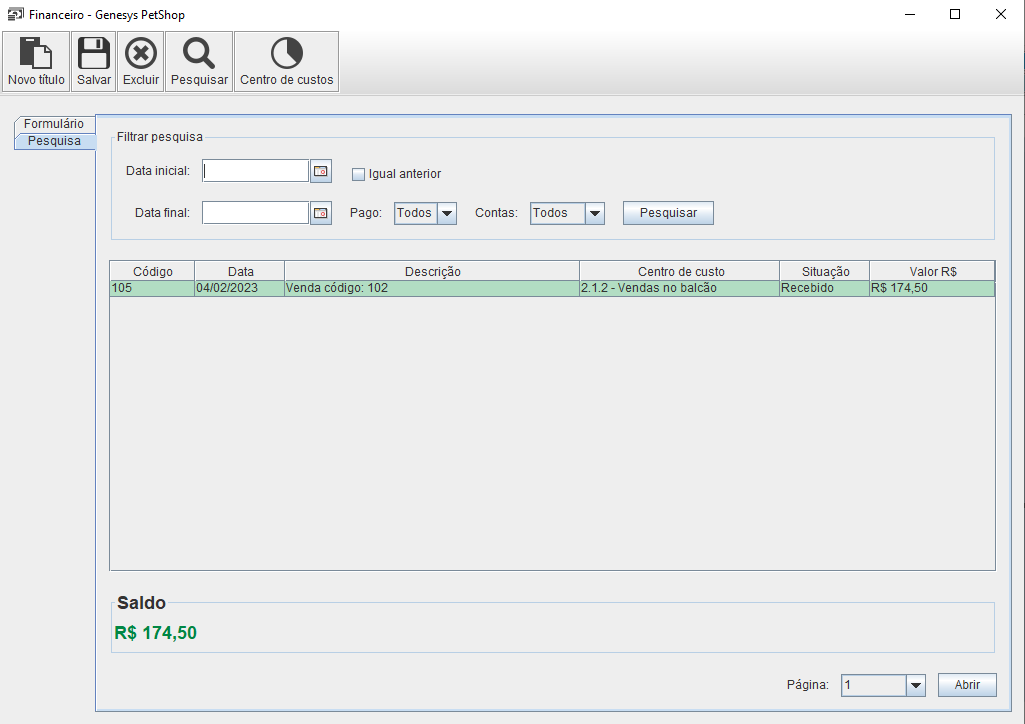 Financeiro - Genesys PetShop
Novo título Salvar Excluir Pesquisar Centro de custos
Formulário
Pesquisa
Filtrar pesquisa
Data inicial: Igual anterior
Data final: Pago: Todos Contas: Todos Pesquisar
Código Data Descrição Centro de custo Situação Valor R$
105 04/02/2023 Venda código: 102 2.1.2 - Vendas no balcão Recebido R$ 174,50
Saldo
R$ 174,50
Página: 1 Abrir